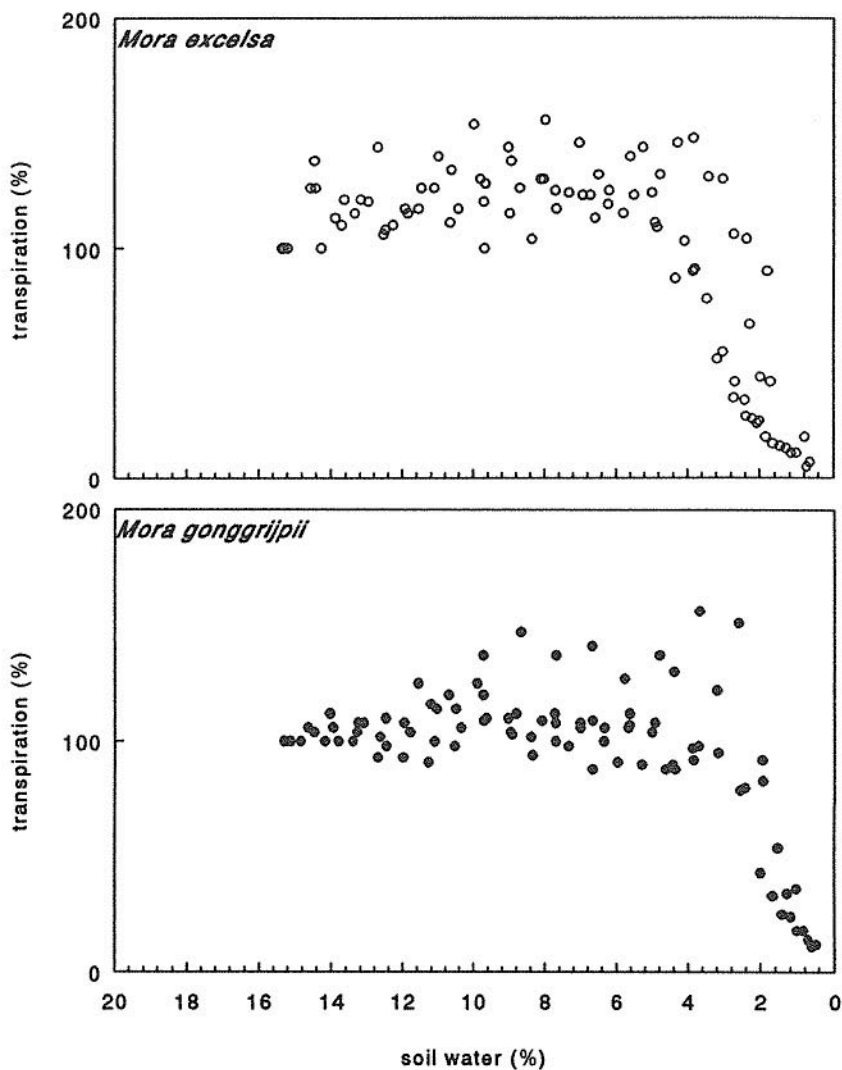 200
Mora excelsa
transpiration (%)
100
0
200
Mora gonggrijpii
transpiration (%)
100
0
20 18 16 14 12 10 8 6 4 2 0
soil water (%)